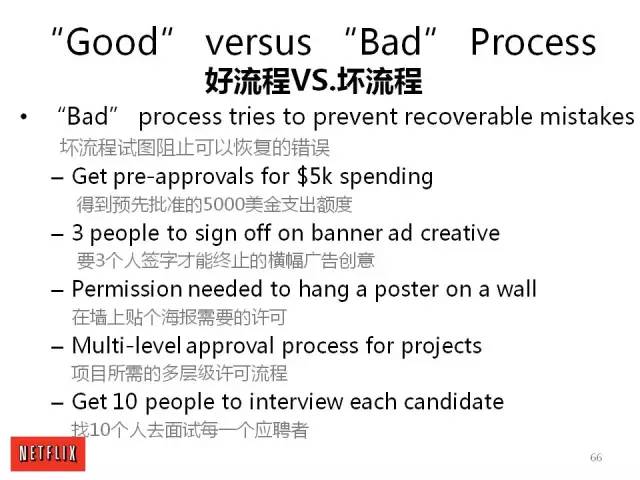 “Good” versus “Bad” Process
好流程VS.坏流程
• “Bad” process tries to prevent recoverable mistakes
坏流程试图阻止可以恢复的错误
– Get pre-approvals for $5k spending
得到预先批准的5000美金支出额度
– 3 people to sign off on banner ad creative
要3个人签字才能终止的横幅广告创意
– Permission needed to hang a poster on a wall
在墙上贴个海报需要的许可
– Multi-level approval process for projects
项目所需的多层级许可流程
– Get 10 people to interview each candidate
找10个人去面试每一个应聘者
NETFLIX
66